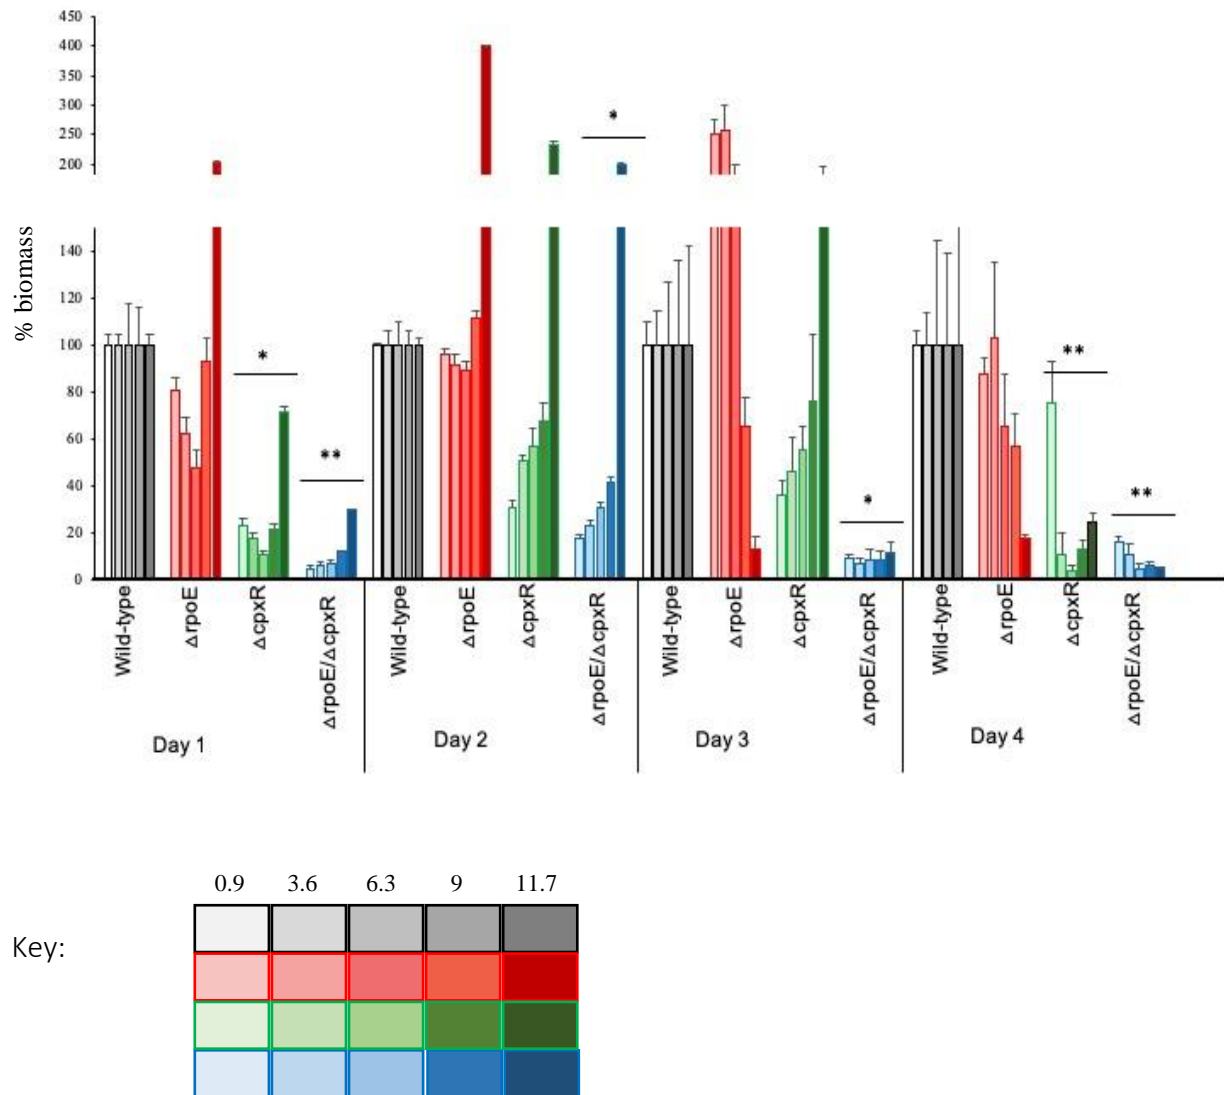 % biomass
450
400
350
300
250
200
140
120
100
80
60
40
20
0
*
**
*
*
**
**
Wild-type
ΔrpoE
ΔcpxR
ΔrpoE/ΔcpxR
Wild-type
ΔrpoE
ΔcpxR
ΔrpoE/ΔcpxR
Wild-type
ΔrpoE
ΔcpxR
ΔrpoE/ΔcpxR
Wild-type
ΔrpoE
ΔcpxR
ΔrpoE/ΔcpxR
Day 1
Day 2
Day 3
Day 4
0.9 3.6 6.3 9 11.7
Key: